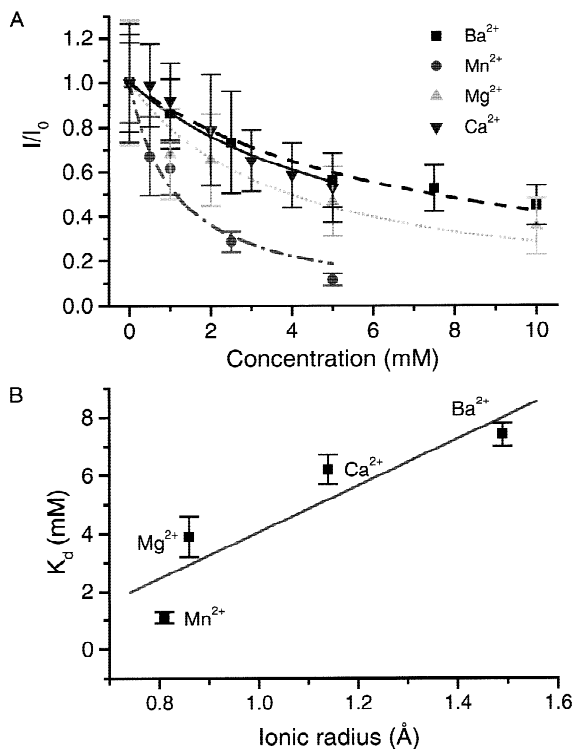 A
I/I₀
1.2
1.0
0.8
0.6
0.4
0.2
0.0
0 2 4 6 8 10
Concentration (mM)
Ba²⁺
Mn²⁺
Mg²⁺
Ca²⁺
B
K_d (mM)
8
6
4
2
0
Ba²⁺
Ca²⁺
Mg²⁺
Mn²⁺
0.8 1.0 1.2 1.4 1.6
Ionic radius (Å)